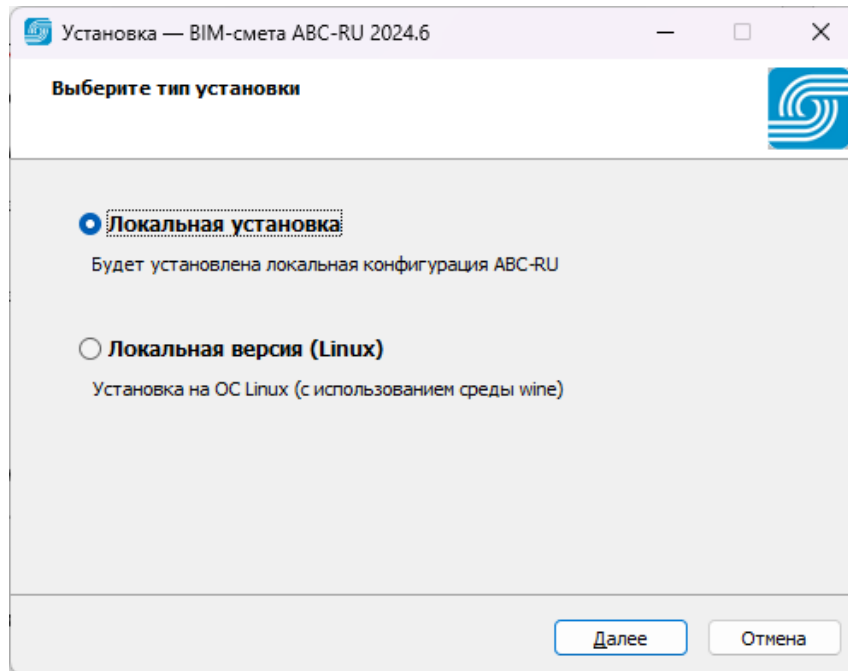 Установка — BIM-смета ABC-RU 2024.6
Выберите тип установки
Локальная установка
Будет установлена локальная конфигурация ABC-RU
Локальная версия (Linux)
Установка на ОС Linux (с использованием среды wine)
Далее
Отмена